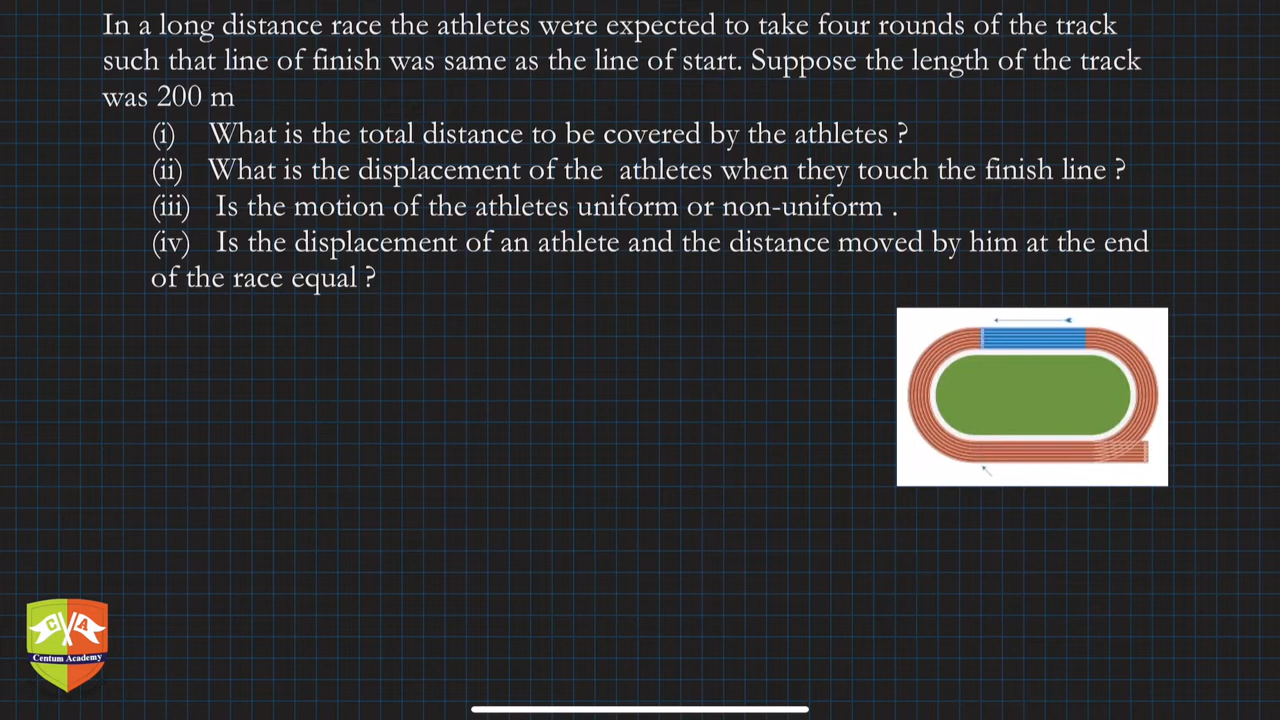 In a long distance race the athletes were expected to take four rounds of the track
such that line of finish was same as the line of start. Suppose the length of the track
was 200 m
(i) What is the total distance to be covered by the athletes ?
(ii) What is the displacement of the athletes when they touch the finish line ?
(iii) Is the motion of the athletes uniform or non-uniform .
(iv) Is the displacement of an athlete and the distance moved by him at the end
of the race equal ?
C A
Centum Academy